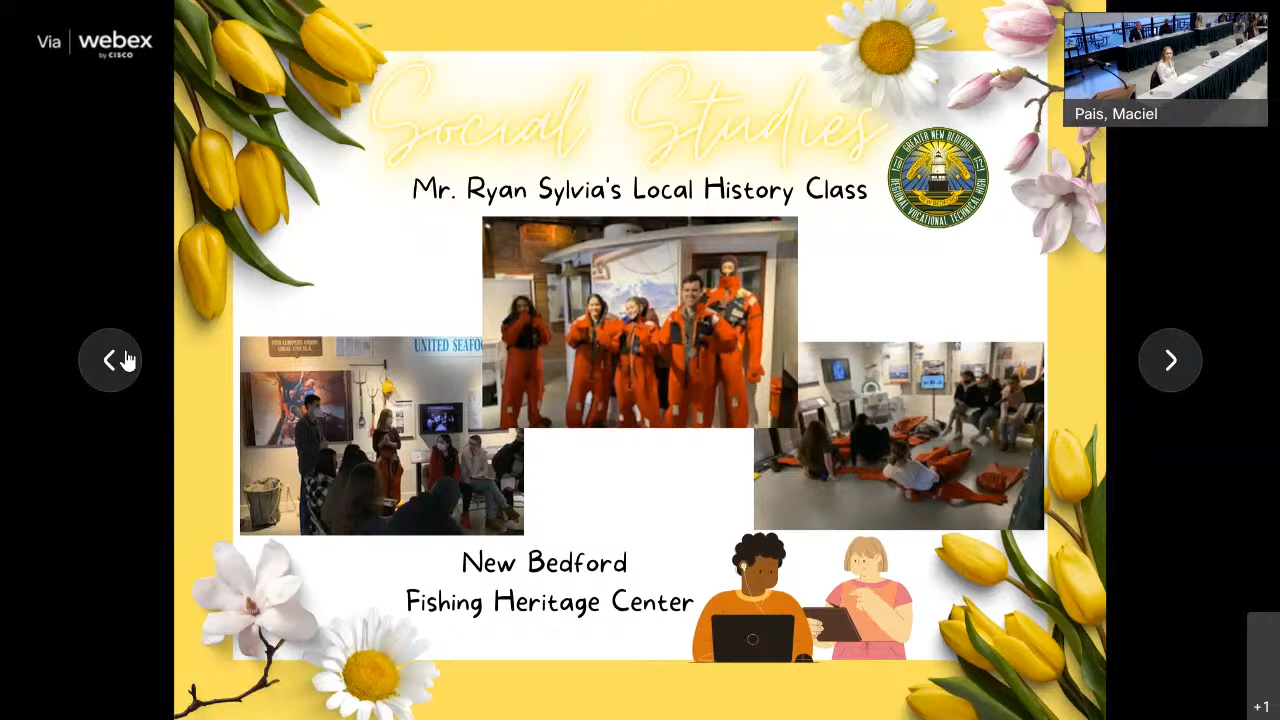 Via | webex
by CISCO
Social Studies
Mr. Ryan Sylvia's Local History Class
GREATER NEW BEDFORD
REGIONAL VOCATIONAL TECHNICAL HIGH
Pais, Maciel
UNITED SEAFO
New Bedford
Fishing Heritage Center
+1